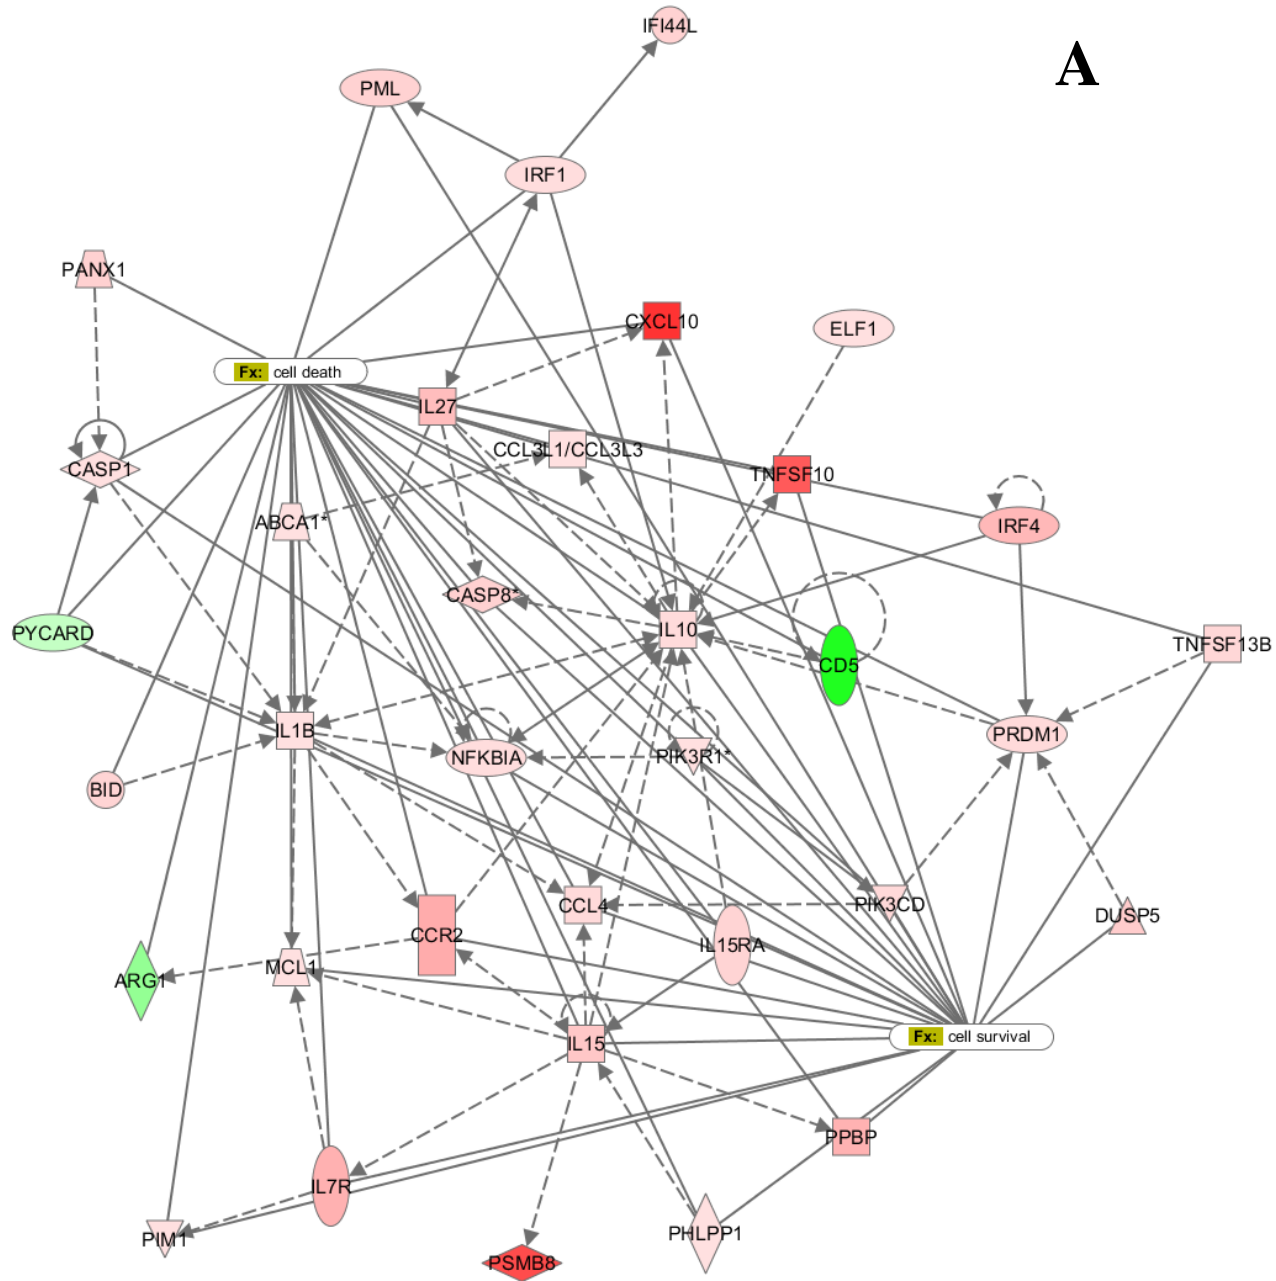 IFI44L
A
PML
IRF1
PANX1
CXCL10
ELF1
Fx: cell death
IL27
CCL3L1/CCL3L3
CASP1
TNFSF10
ABCA1*
IRF4
CASP8*
PYCARD
IL10
TNFSF13B
CD5
IL1B
PRDM1
NFKBIA
PIK3R1*
BID
CCL4
PIK3CD
DUSP5
CCR2
IL15RA
MCL1
ARG1
Fx: cell survival
IL15
PPBP
IL7R
PHLPP1
PIM1
PSMB8